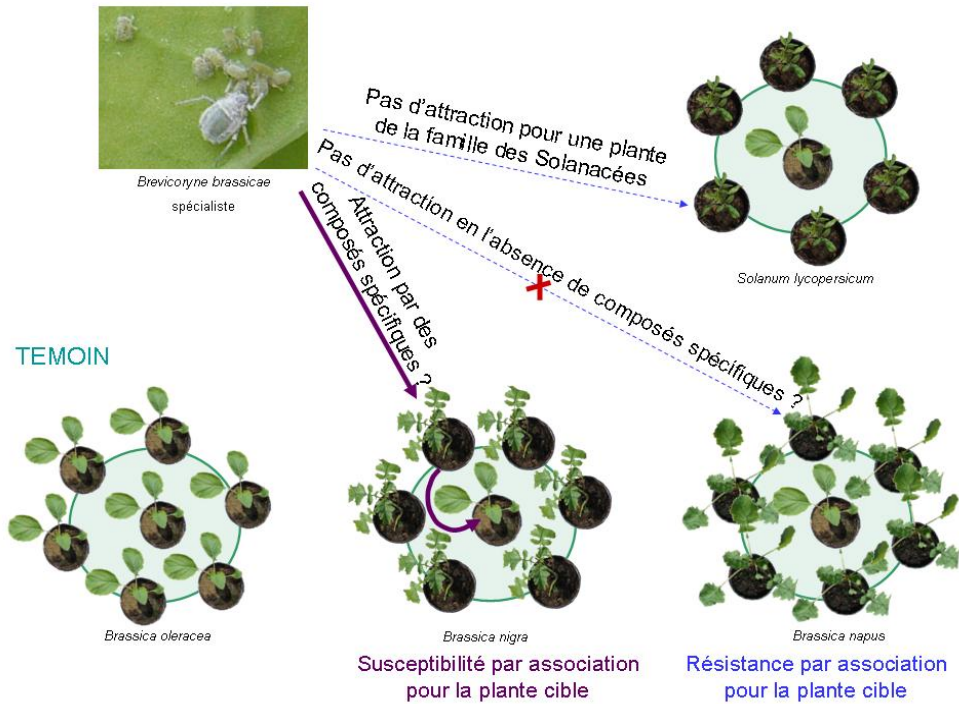 Brevicoryne brassicae
spécialiste
Pas d'attraction pour une plante
de la famille des Solanacées
Solanum lycopersicum
Pas d'attraction en l'absence de composés spécifiques ?
Attraction par des
composés spécifiques ?
TEMOIN
Brassica oleracea
Brassica nigra
Susceptibilité par association
pour la plante cible
Brassica napus
Résistance par association
pour la plante cible